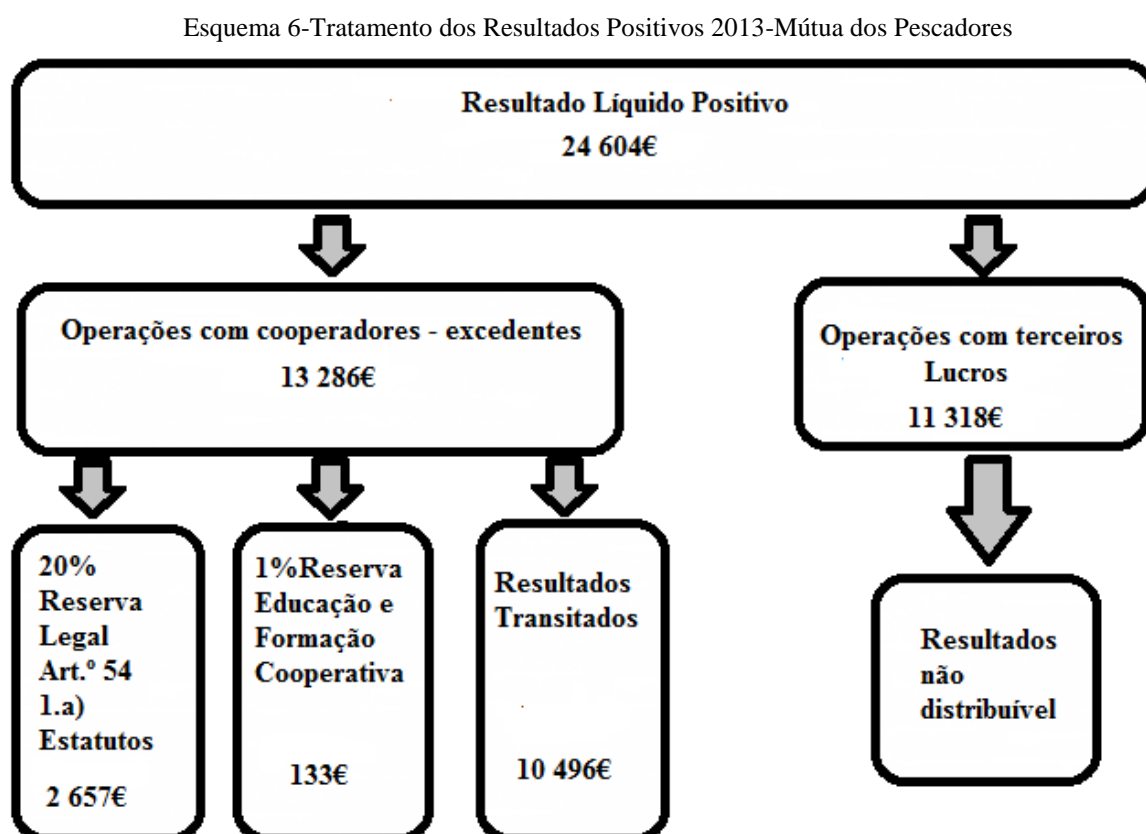 Esquema 6-Tratamento dos Resultados Positivos 2013-Mútua dos Pescadores
Resultado Líquido Positivo
24 604€
Operações com cooperadores - excedentes
13 286€
Operações com terceiros
Lucros
11 318€
20%
Reserva
Legal
Art.º 54
1.a)
Estatutos
2 657€
1%Reserva
Educação e
Formação
Cooperativa
133€
Resultados
Transitados
10 496€
Resultados
não
distribuível